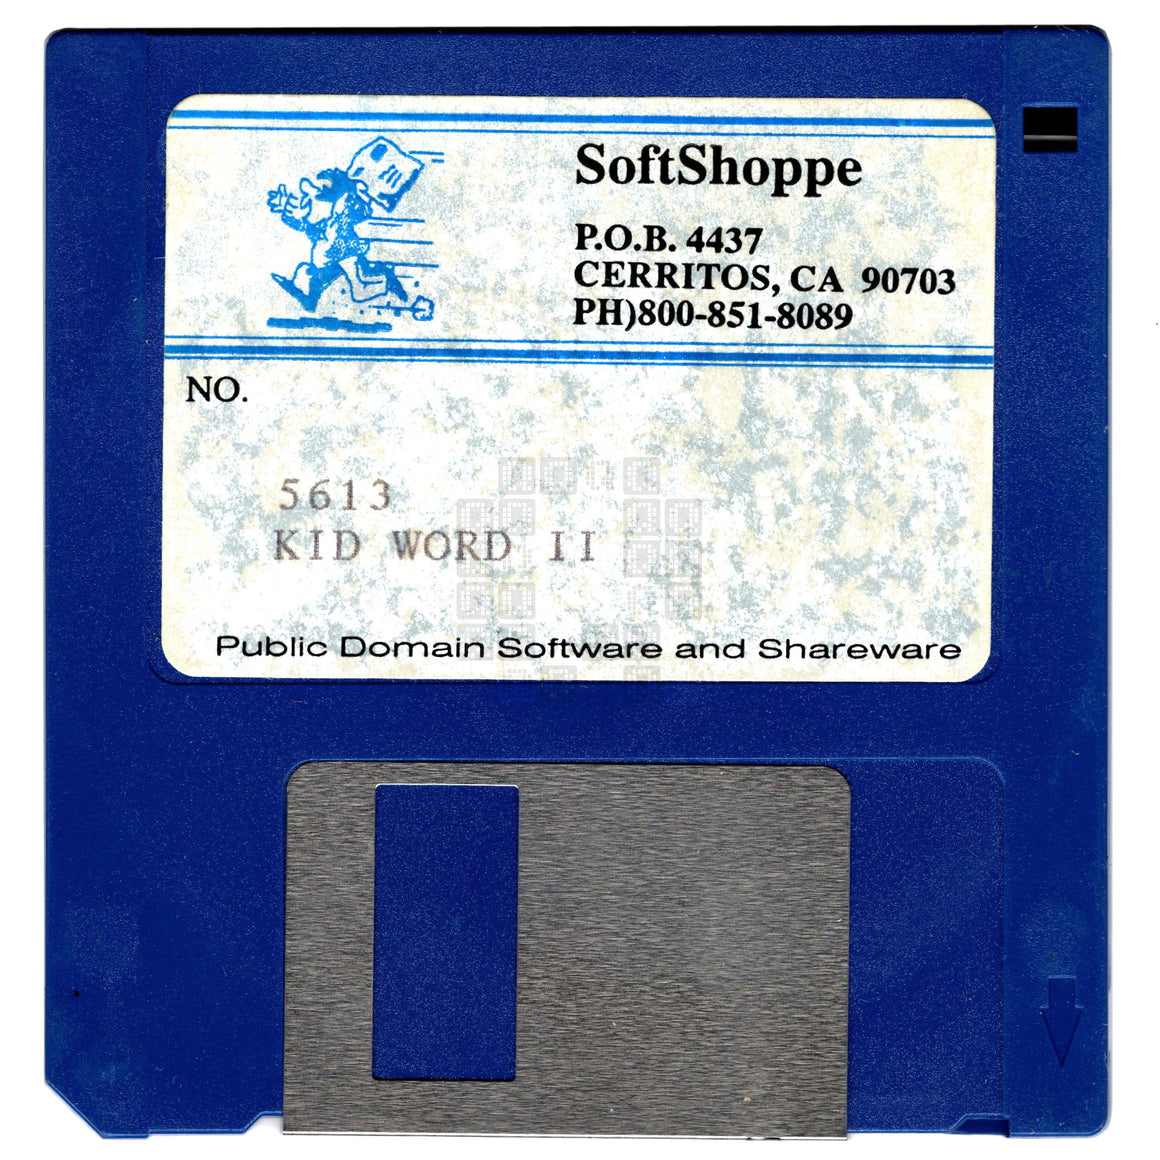 SoftShoppe
P.O.B. 4437
CERRITOS, CA 90703
PH)800-851-8089
NO.
5613
KID WORD II
Public Domain Software and Shareware